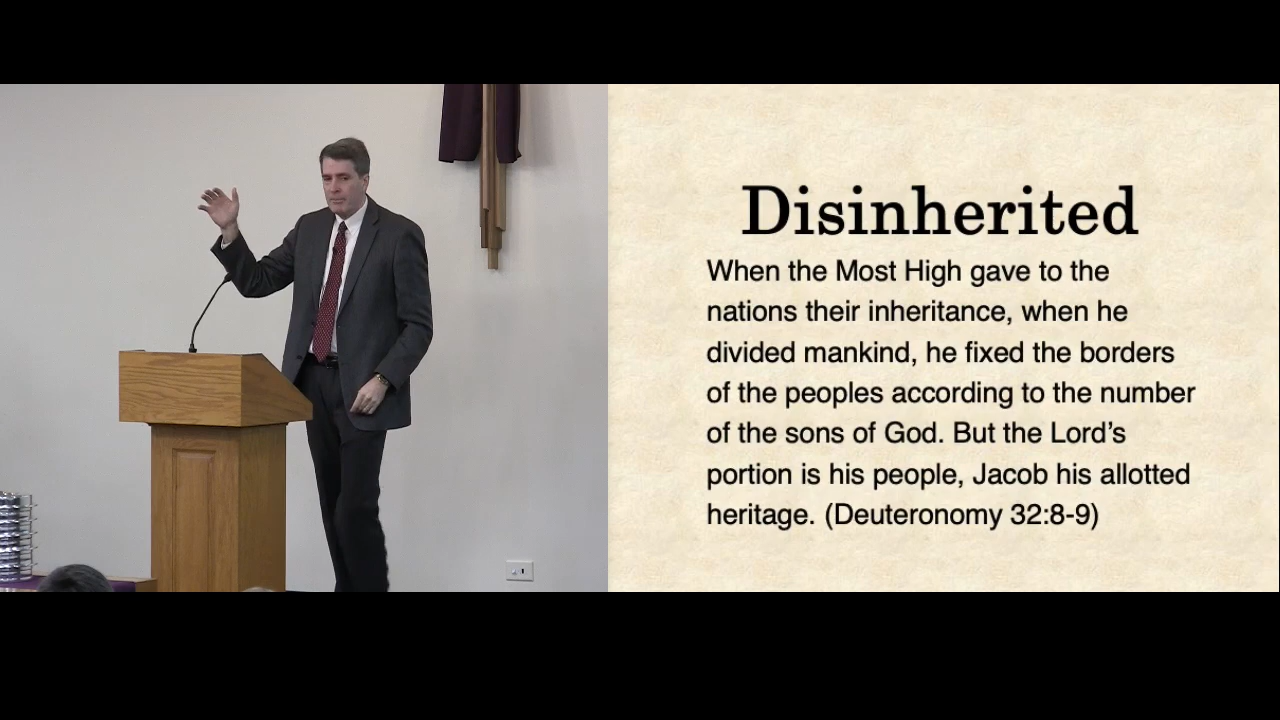 Disinherited
When the Most High gave to the
nations their inheritance, when he
divided mankind, he fixed the borders
of the peoples according to the number
of the sons of God. But the Lord’s
portion is his people, Jacob his allotted
heritage. (Deuteronomy 32:8-9)